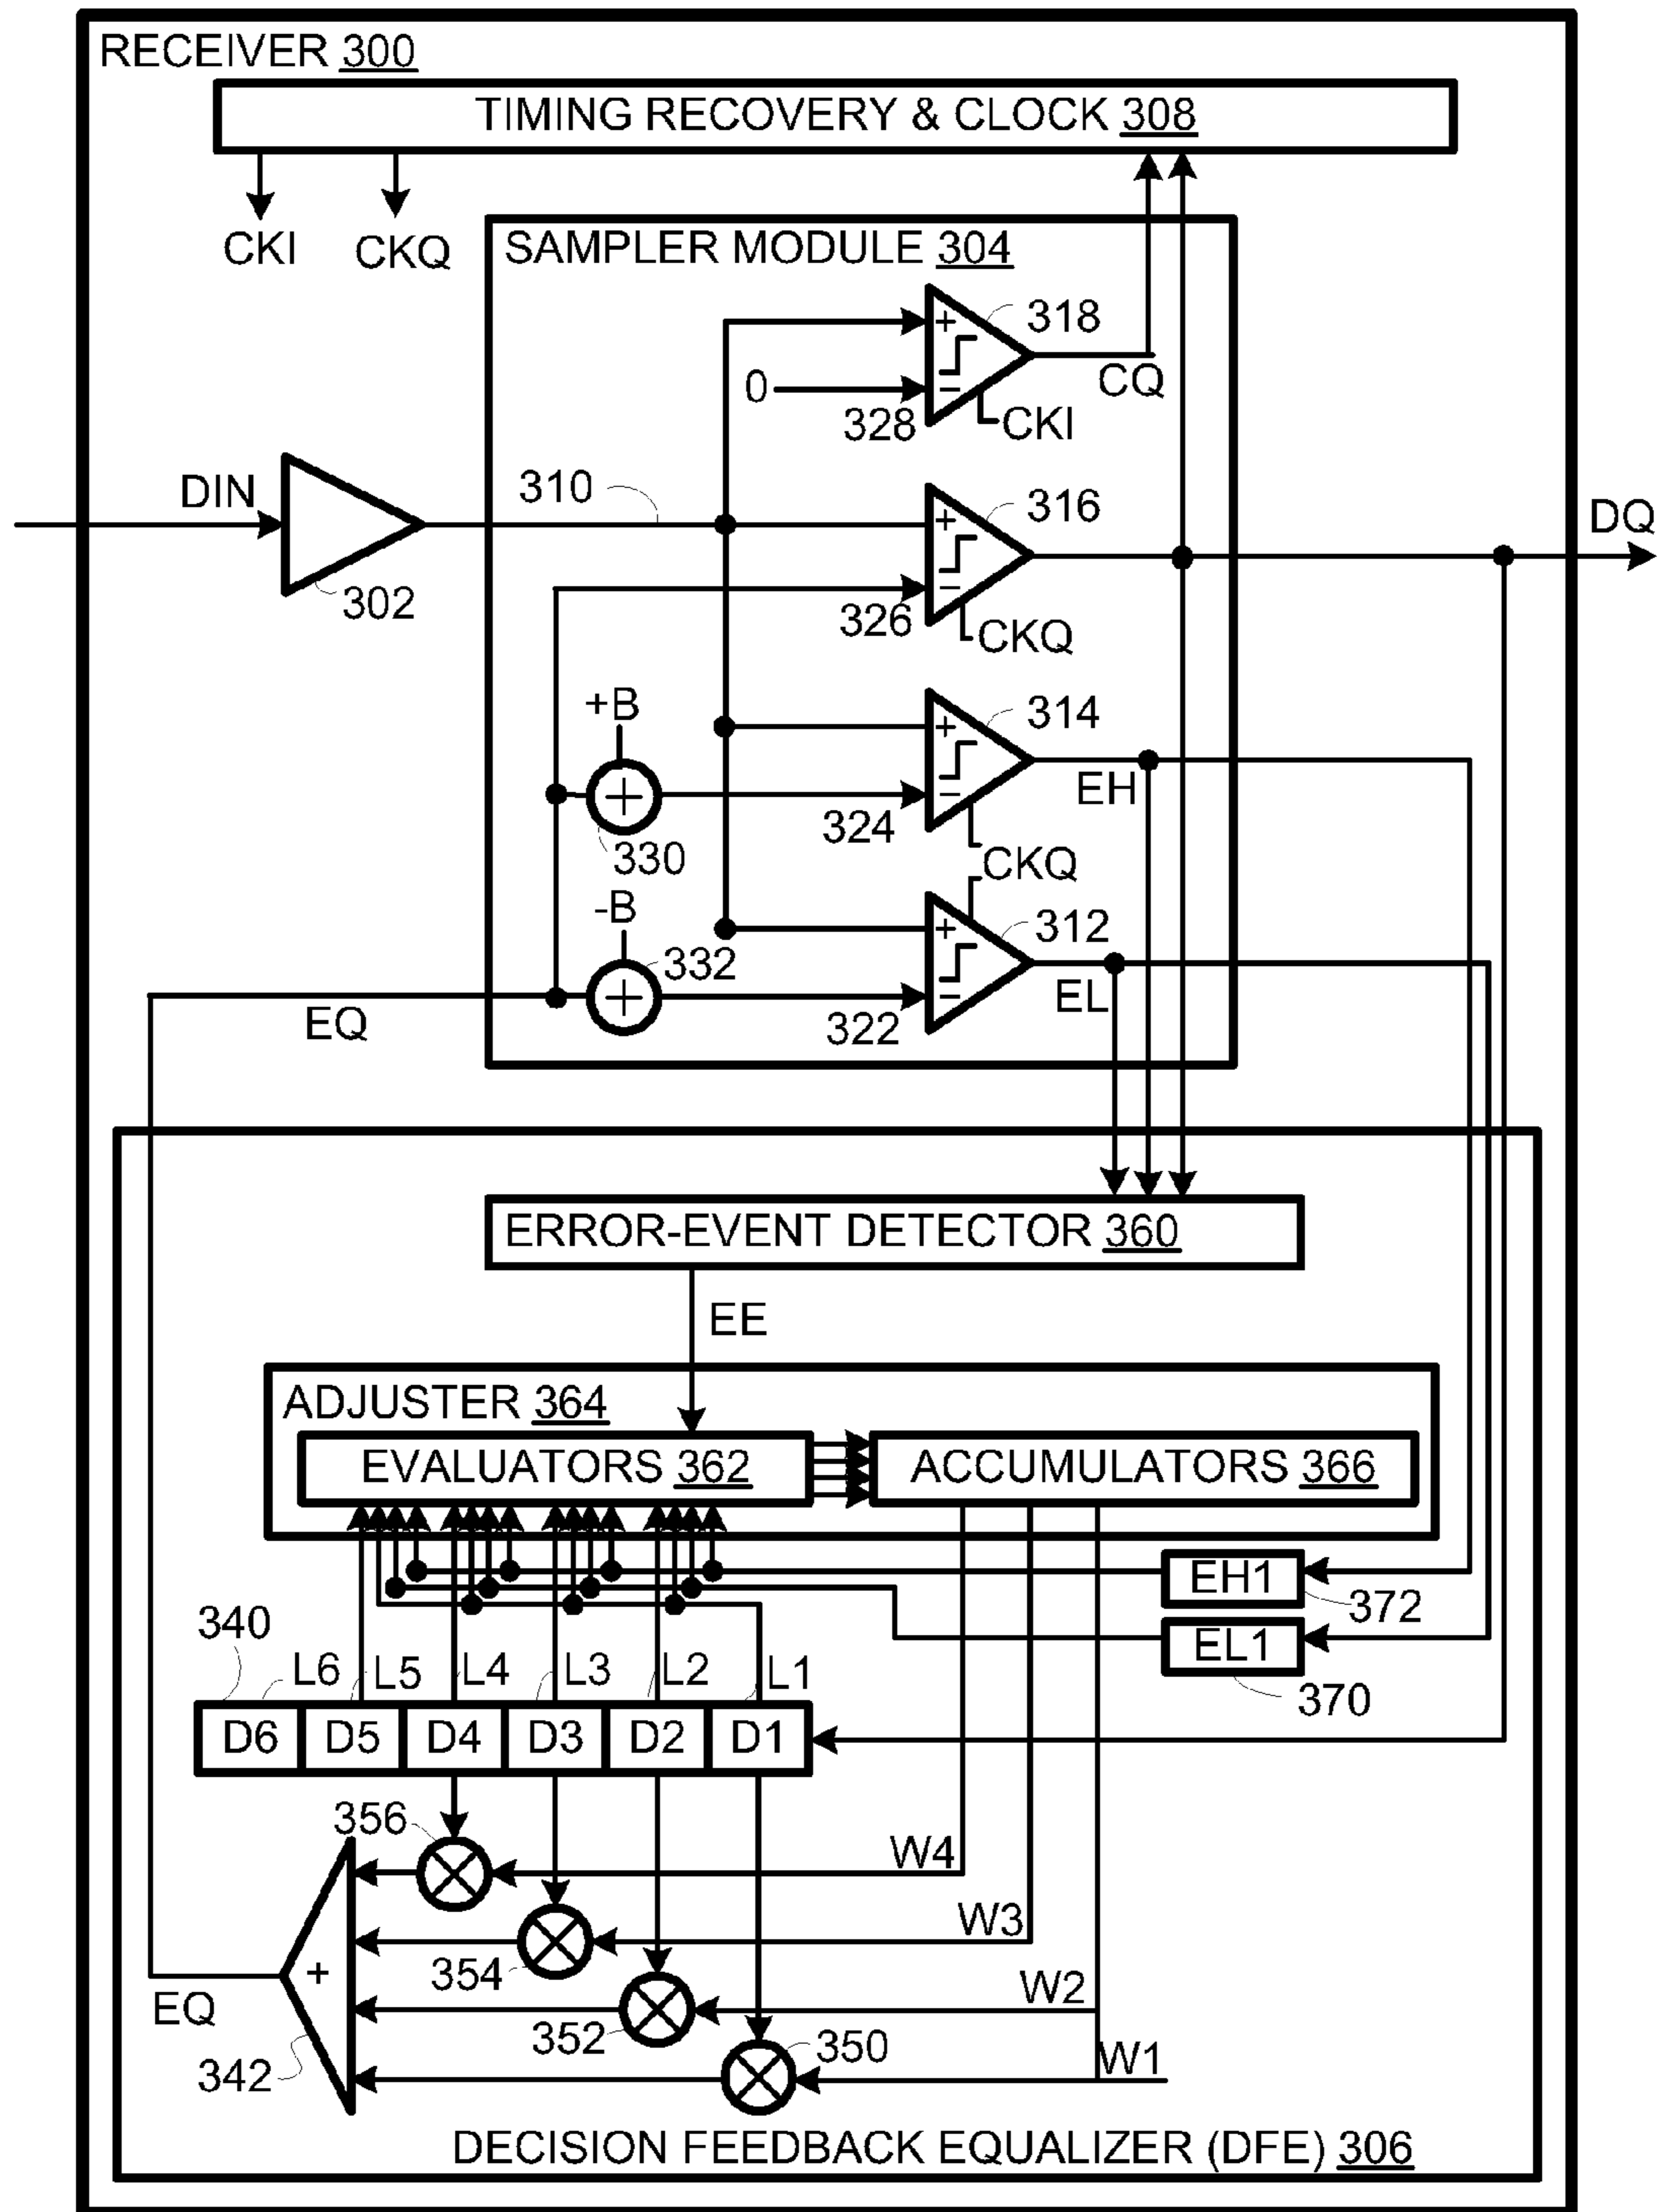 RECEIVER 300
TIMING RECOVERY & CLOCK 308
CKI
CKQ
SAMPLER MODULE 304
318
+
0
−
328
CQ
CKI
DIN
302
310
316
+
−
326
CKQ
DQ
+B
+
330
314
+
−
324
EH
CKQ
-B
+
332
312
+
−
322
EL
EQ
ERROR-EVENT DETECTOR 360
EE
ADJUSTER 364
EVALUATORS 362
ACCUMULATORS 366
EH1
372
EL1
370
340
L6
L5
L4
L3
L2
L1
D6
D5
D4
D3
D2
D1
356
W4
W3
354
+
W2
EQ
352
350
W1
342
DECISION FEEDBACK EQUALIZER (DFE) 306